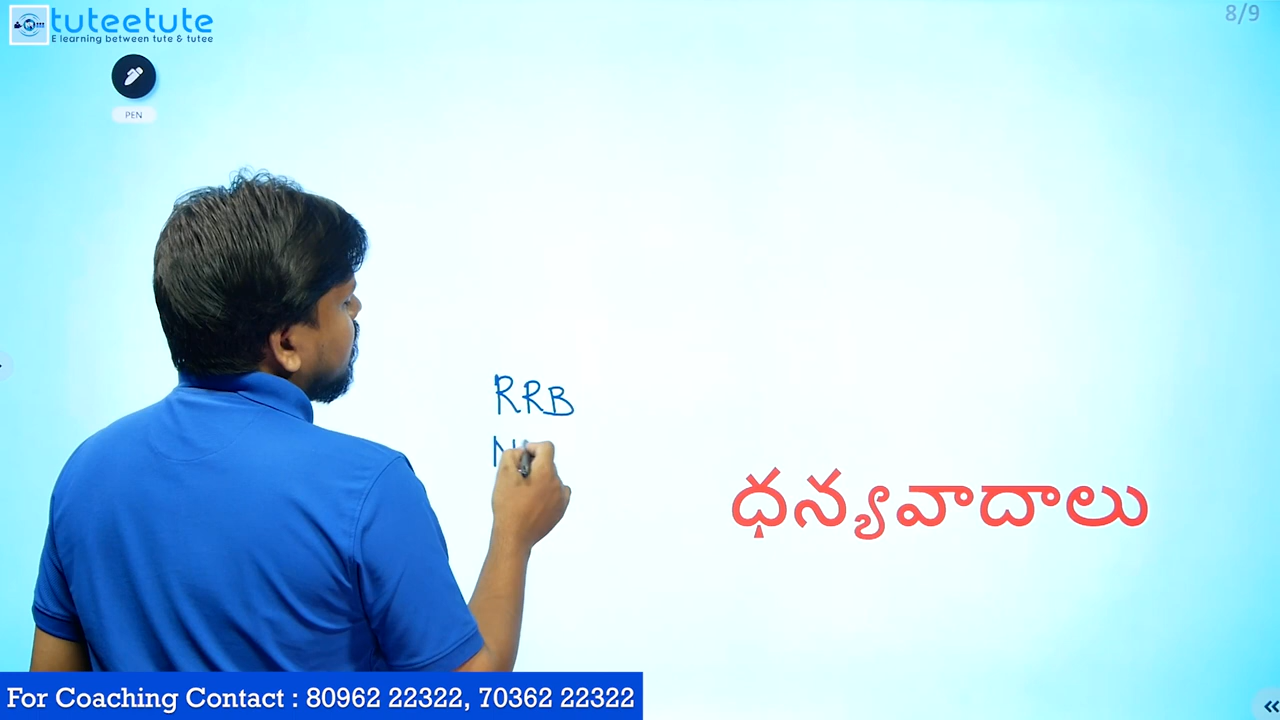 tuteetute
E learning between tute & tutee
8/9
PEN
RRB
ధన్యవాదాలు
For Coaching Contact : 80962 22322, 70362 22322